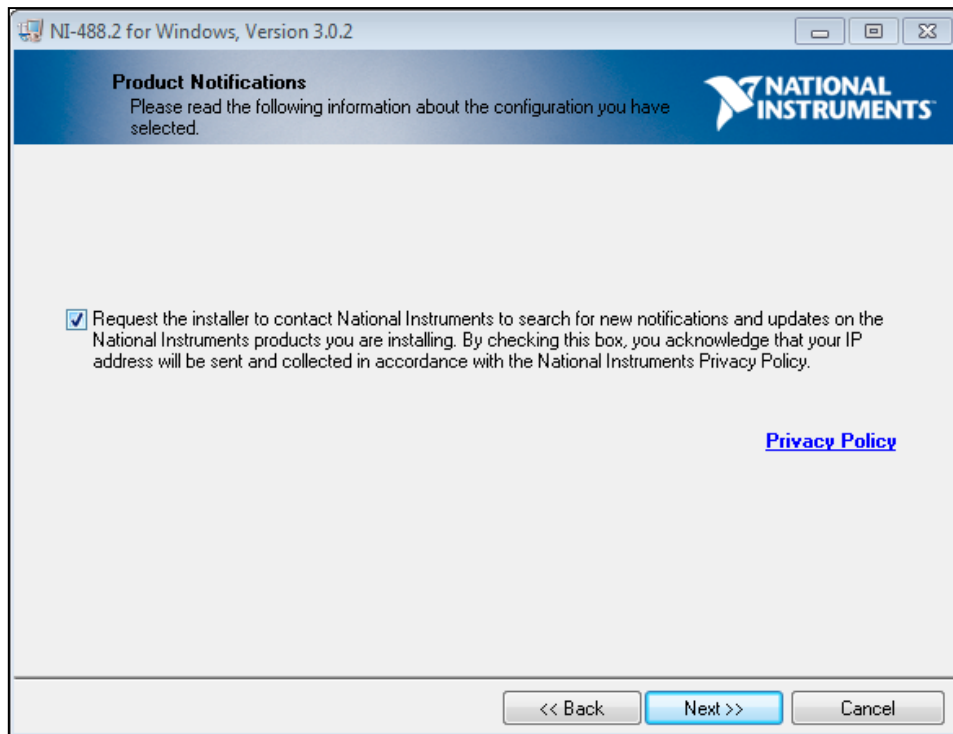 NI-488.2 for Windows, Version 3.0.2
Product Notifications
Please read the following information about the configuration you have
selected.
NATIONAL
INSTRUMENTS™
Request the installer to contact National Instruments to search for new notifications and updates on the
National Instruments products you are installing. By checking this box, you acknowledge that your IP
address will be sent and collected in accordance with the National Instruments Privacy Policy.
Privacy Policy
<< Back
Next >>
Cancel